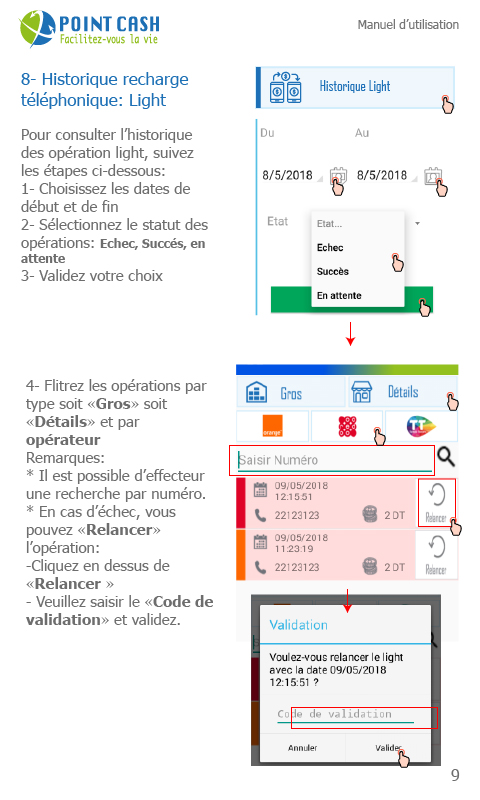 POINT CASH
Facilitez-vous la vie
Manuel d'utilisation
8- Historique recharge
téléphonique: Light
Pour consulter l'historique
des opération light, suivez
les étapes ci-dessous:
1- Choisissez les dates de
début et de fin
2- Sélectionnez le statut des
opérations: Echec, Succés, en
attente
3- Validez votre choix
Historique Light
Du Au
8/5/2018 8/5/2018
Etat Etat...
Echec
Succès
En attente
4- Flitrez les opérations par
type soit «Gros» soit
«Détails» et par
opérateur
Remarques:
* Il est possible d'effecteur
une recherche par numéro.
* En cas d'échec, vous
pouvez «Relancer»
l'opération:
-Cliquez en dessus de
«Relancer »
- Veuillez saisir le «Code de
validation» et validez.
Gros Détails
orange TT
Saisir Numéro
09/05/2018
12:15:51
22123123 2 DT Relancer
09/05/2018
11:23:19
22123123 2 DT Relancer
Validation
Voulez-vous relancer le light
avec la date 09/05/2018
12:15:51 ?
Code de validation
Annuler Valider
9